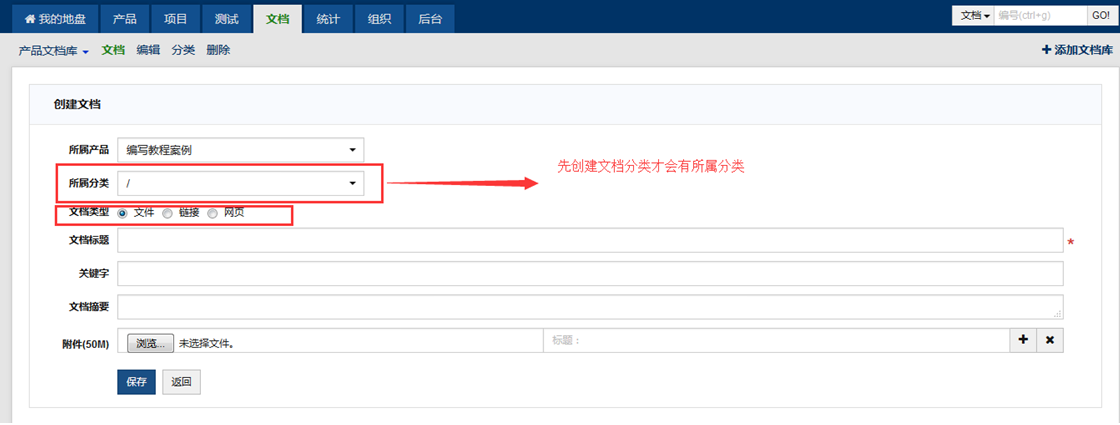 我的地盘 产品 项目 测试 文档 统计 组织 后台 文档 编号(ctrl+g) GO!
产品文档库 文档 编辑 分类 删除 添加文档库
创建文档
所属产品 编写教程案例
先创建文档分类才会有所属分类
所属分类 /
文档类型 文件 链接 网页
文档标题 *
关键字
文档摘要
附件(50M) 浏览... 未选择文件。 标题：
保存 返回